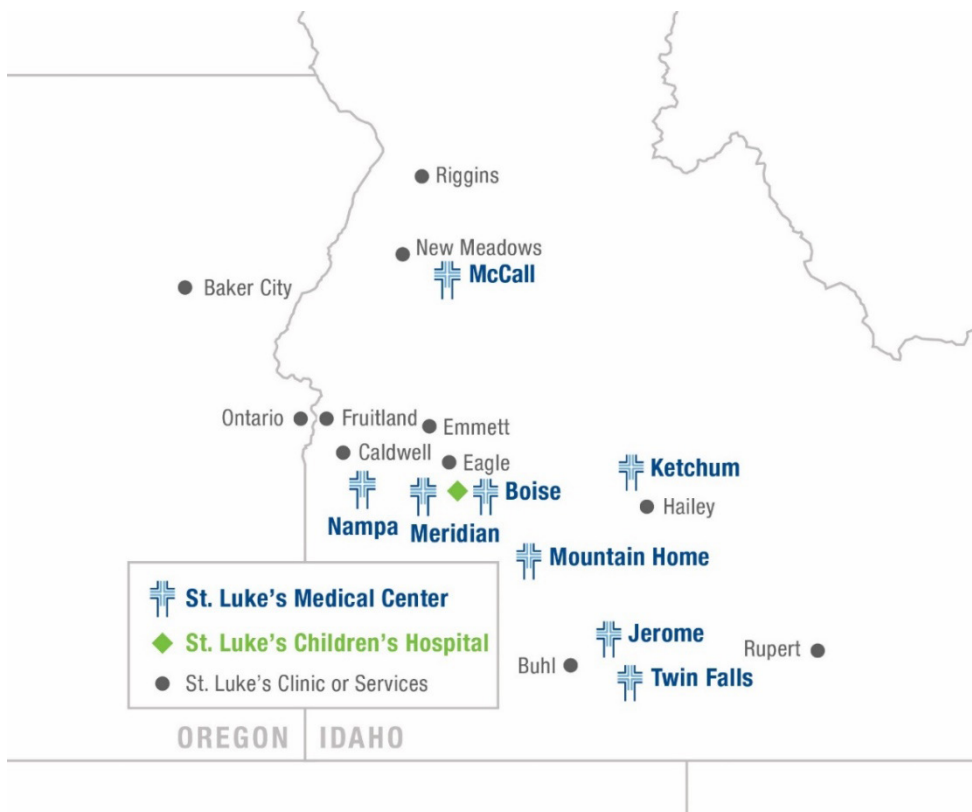 Riggins
New Meadows
McCall
Baker City
Ontario
Fruitland
Emmett
Caldwell
Eagle
Ketchum
Boise
Hailey
Nampa
Meridian
Mountain Home
St. Luke's Medical Center
St. Luke's Children's Hospital
St. Luke's Clinic or Services
Jerome
Rupert
Buhl
Twin Falls
OREGON
IDAHO